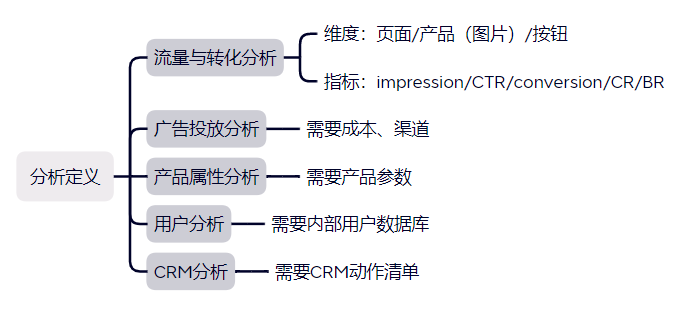 分析定义
流量与转化分析
维度：页面/产品（图片）/按钮
指标：impression/CTR/conversion/CR/BR
广告投放分析
需要成本、渠道
产品属性分析
需要产品参数
用户分析
需要内部用户数据库
CRM分析
需要CRM动作清单